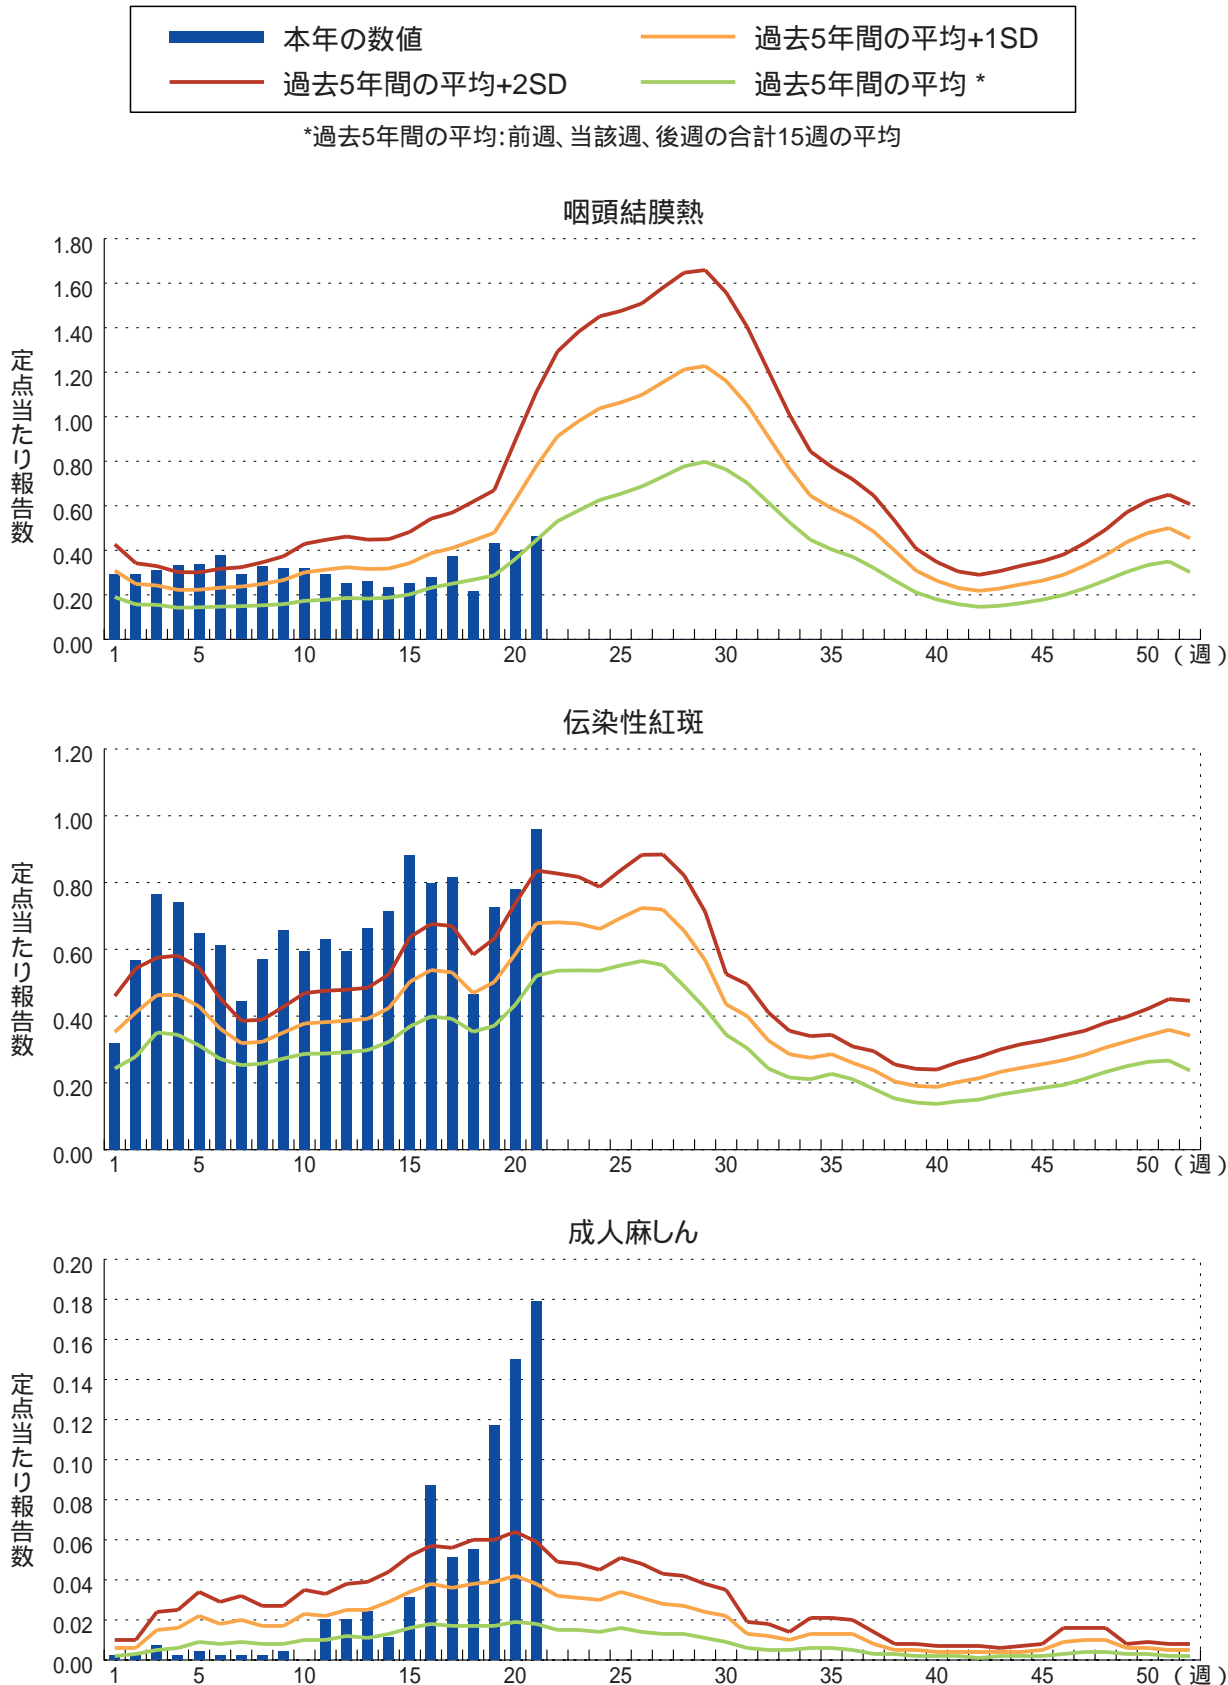 本年の数値 過去5年間の平均+1SD
過去5年間の平均+2SD 過去5年間の平均 *
*過去5年間の平均：前週、当該週、後週の合計15週の平均
咽頭結膜熱
定点当たり報告数
1.80
1.60
1.40
1.20
1.00
0.80
0.60
0.40
0.20
0.00
1 5 10 15 20 25 30 35 40 45 50 （週）
伝染性紅斑
定点当たり報告数
1.20
1.00
0.80
0.60
0.40
0.20
0.00
1 5 10 15 20 25 30 35 40 45 50 （週）
成人麻しん
定点当たり報告数
0.20
0.18
0.16
0.14
0.12
0.10
0.08
0.06
0.04
0.02
0.00
1 5 10 15 20 25 30 35 40 45 50 （週）